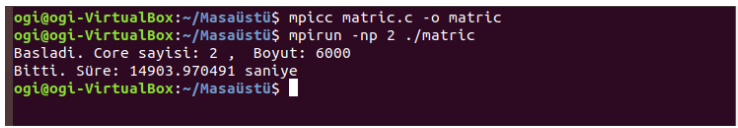 ogi@ogi-VirtualBox:~/Masaüstü$ mpicc matric.c -o matric
ogi@ogi-VirtualBox:~/Masaüstü$ mpirun -np 2 ./matric
Basladi. Core sayisi: 2 ,  Boyut: 6000
Bitti. Süre: 14903.970491 saniye
ogi@ogi-VirtualBox:~/Masaüstü$